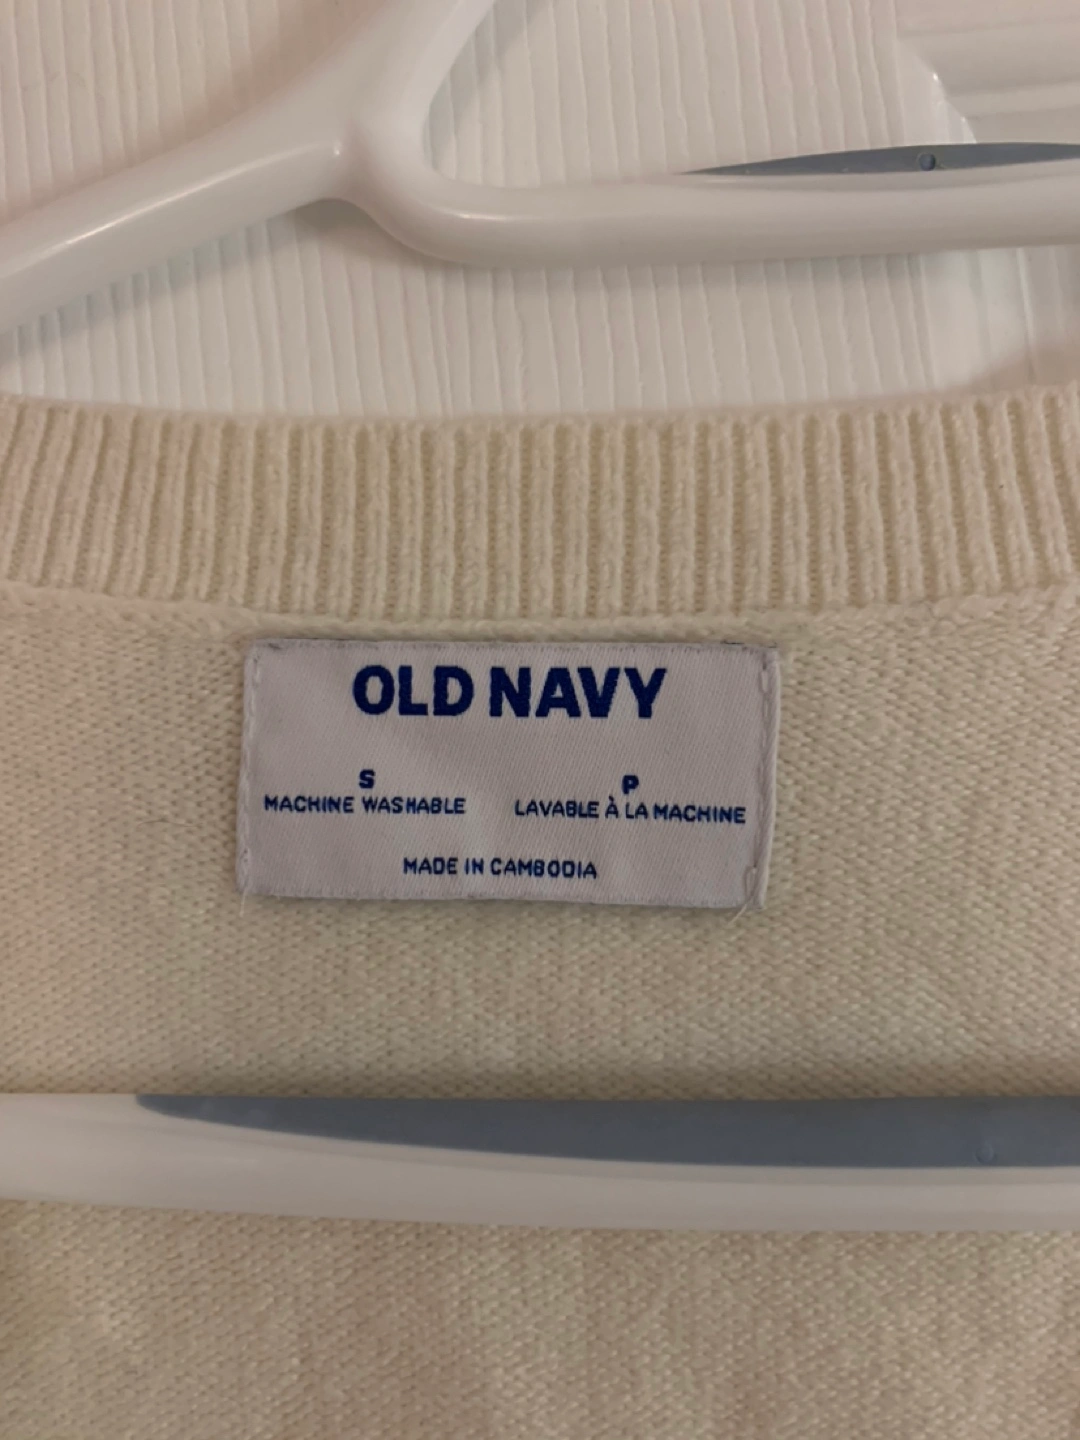 OLD NAVY
S
MACHINE WASHABLE
P
LAVABLE À LA MACHINE
MADE IN CAMBODIA